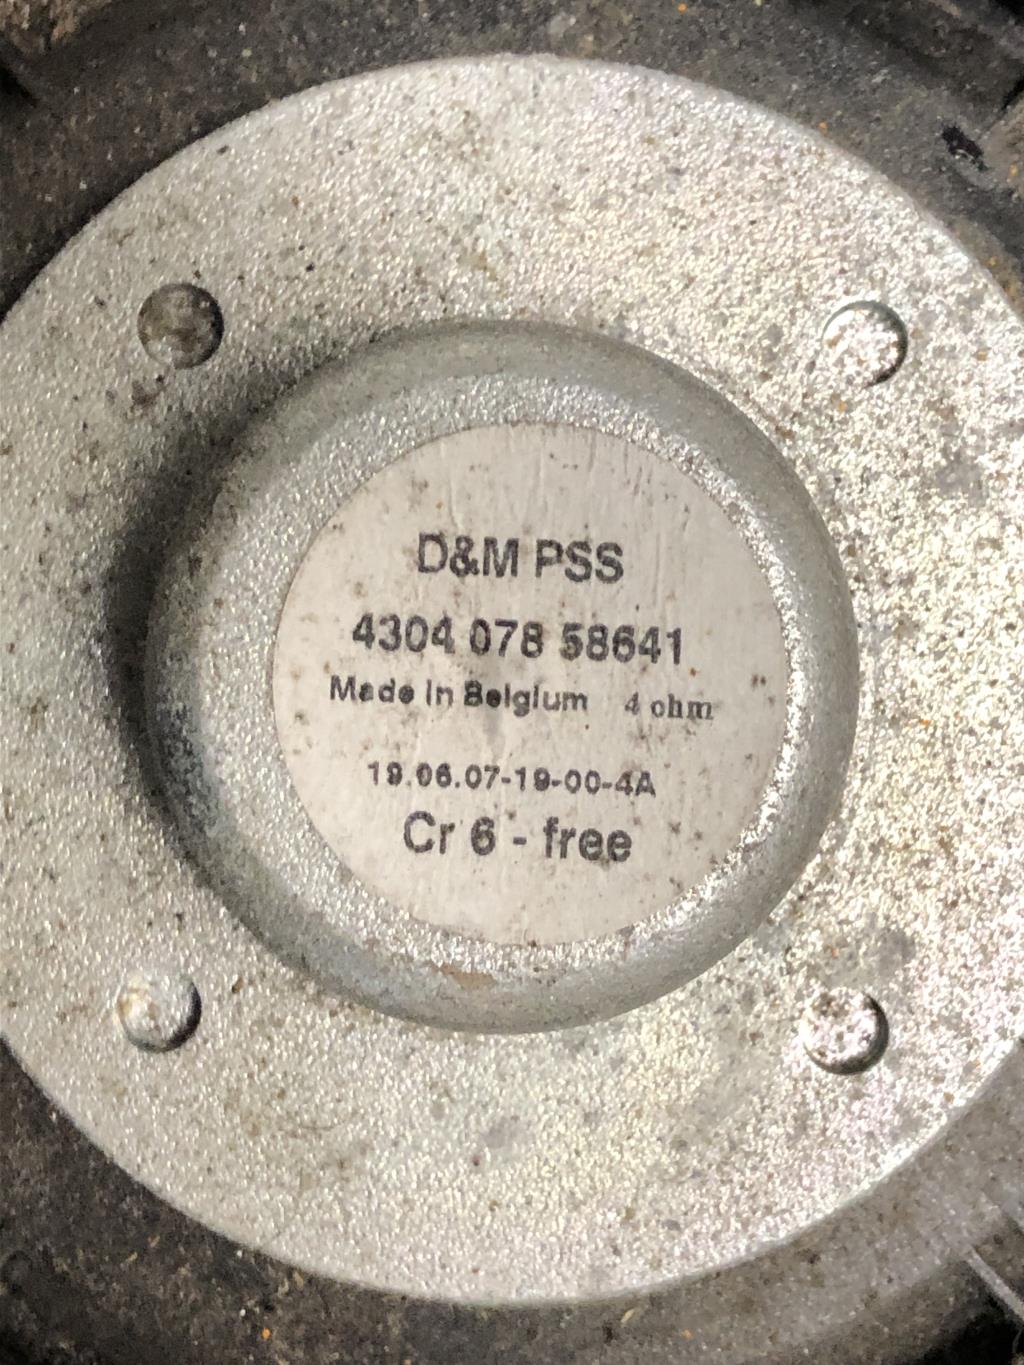 D&M PSS
4304 078 58641
Made in Belgium 4 ohm
19.06.07-19-00-4A
Cr 6 - free